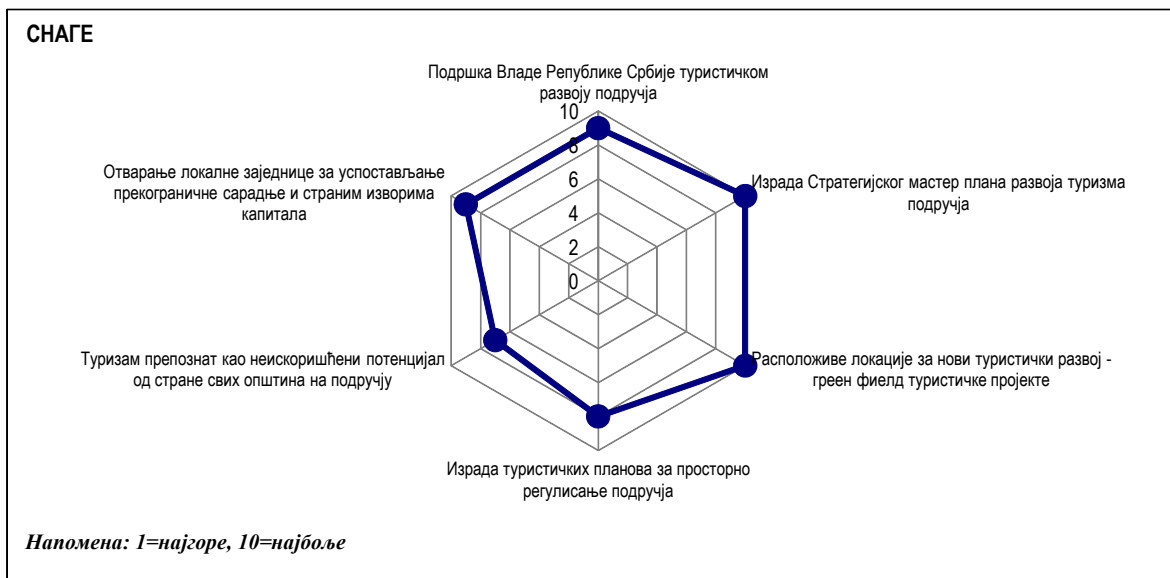 СНАГЕ
Подршка Владе Републике Србије туристичком
развоју подручја
10
8
6
4
2
0
Израда Стратегијског мастер плана развоја туризма
подручја
Расположиве локације за нови туристички развој -
греен фиелд туристичке пројекте
Израда туристичких планова за просторно
регулисање подручја
Туризам препознат као неискоришћени потенцијал
од стране свих општина на подручју
Отварање локалне заједнице за успостављање
прекограничне сарадње и страним изворима
капитала
Напомена: 1=најгоре, 10=најбоље